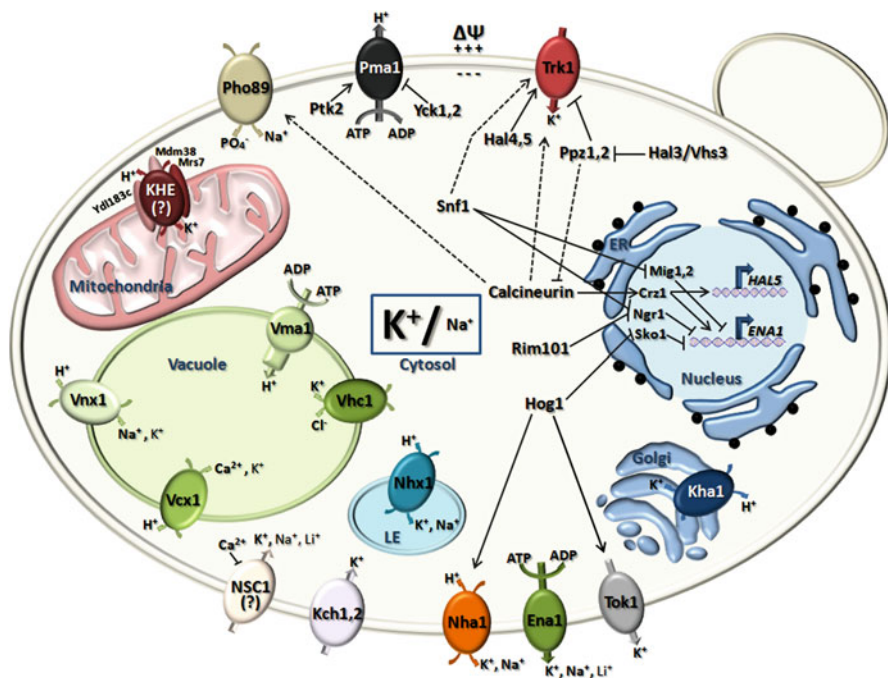 H⁺
ΔΨ
+++
- - -
Pho89
Pma1
Trk1
Ptk2
Yck1,2
ATP
ADP
K⁺
PO₄⁻
Na⁺
Hal4,5
Ppz1,2
Hal3/Vhs3
Mdm38
Mrs7
H⁺
Ydl183c
KHE
(?)
K⁺
Snf1
ER
Mitochondria
Mig1,2
HAL5
Calcineurin
Crz1
Ngr1
ADP
ATP
Vma1
K⁺/ Na⁺
Rim101
Sko1
ENA1
Vacuole
Cytosol
Nucleus
H⁺
H⁺
K⁺
Vnx1
Vhc1
Cl⁻
Hog1
Na⁺, K⁺
H⁺
Golgi
Ca²⁺, K⁺
Nhx1
K⁺
Kha1
H⁺
Vcx1
K⁺, Na⁺
H⁺
LE
Ca²⁺
K⁺, Na⁺, Li⁺
K⁺
ATP
ADP
H⁺
NSC1
(?)
Kch1,2
Nha1
Ena1
Tok1
K⁺
K⁺, Na⁺
K⁺, Na⁺, Li⁺